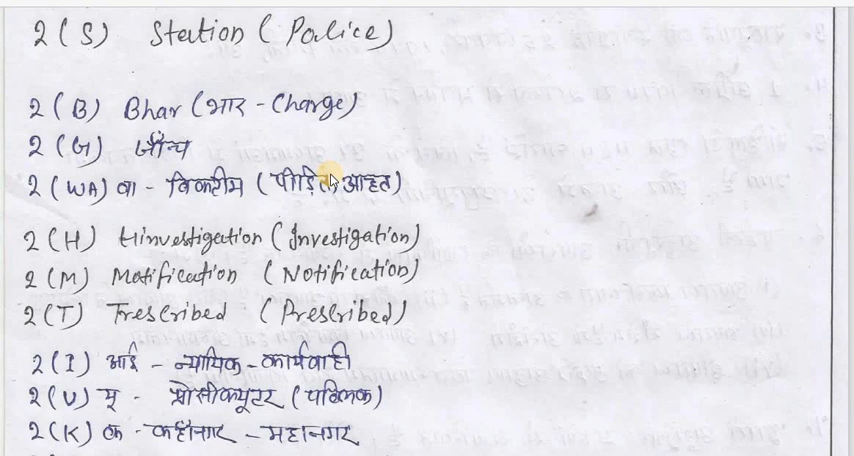 2(S) Station (Police)
2(B) Bhar (भार - Charge)
2(G) जाँच
2(WA) वा - विक्टीम (पीड़ित आहत)
2(H) Hinvestigation (Investigation)
2(M) Motification (Notification)
2(T) Trescribed (Prescribed)
2(I) आई - न्यायिक - कार्यवाही
2(U) यू - प्रोसीक्यूटर (पब्लिक)
2(K) क - कहानगर - महानगर